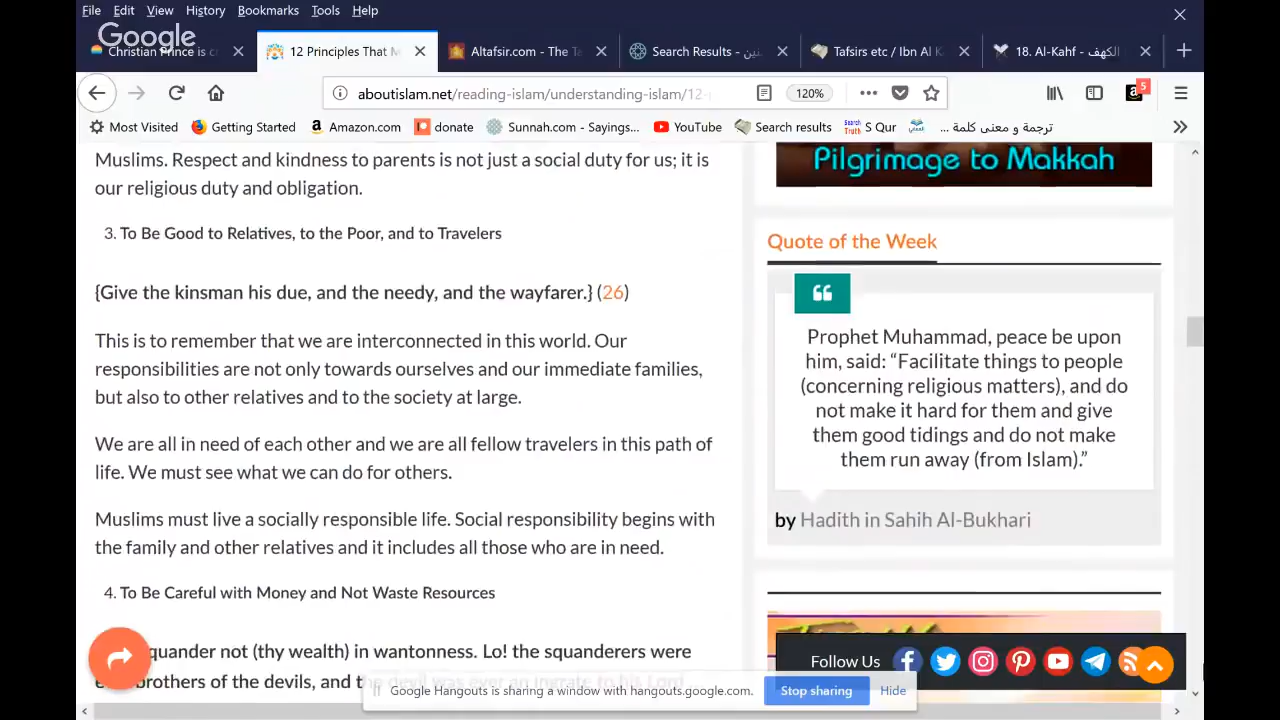 File Edit View History Bookmarks Tools Help
Google
Christian Prince is c
12 Principles That M
Altafsir.com - The Ta
Search Results -
Tafsirs etc / Ibn Al K
18. Al-Kahf - الكهف
aboutislam.net/reading-islam/understanding-islam/12-
120%
5
Most Visited Getting Started Amazon.com donate Sunnah.com - Sayings... YouTube Search results Search Truth S Qur ترجمة و معنى كلمة ...
Muslims. Respect and kindness to parents is not just a social duty for us; it is
our religious duty and obligation.
3. To Be Good to Relatives, to the Poor, and to Travelers
{Give the kinsman his due, and the needy, and the wayfarer.} (26)
This is to remember that we are interconnected in this world. Our
responsibilities are not only towards ourselves and our immediate families,
but also to other relatives and to the society at large.
We are all in need of each other and we are all fellow travelers in this path of
life. We must see what we can do for others.
Muslims must live a socially responsible life. Social responsibility begins with
the family and other relatives and it includes all those who are in need.
4. To Be Careful with Money and Not Waste Resources
quander not (thy wealth) in wantonness. Lo! the squanderers were
brothers of the devils, and the devil was ever an ingrate to his Lord
Pilgrimage to Makkah
Quote of the Week
Prophet Muhammad, peace be upon
him, said: “Facilitate things to people
(concerning religious matters), and do
not make it hard for them and give
them good tidings and do not make
them run away (from Islam).”
by Hadith in Sahih Al-Bukhari
Follow Us
Google Hangouts is sharing a window with hangouts.google.com. Stop sharing Hide